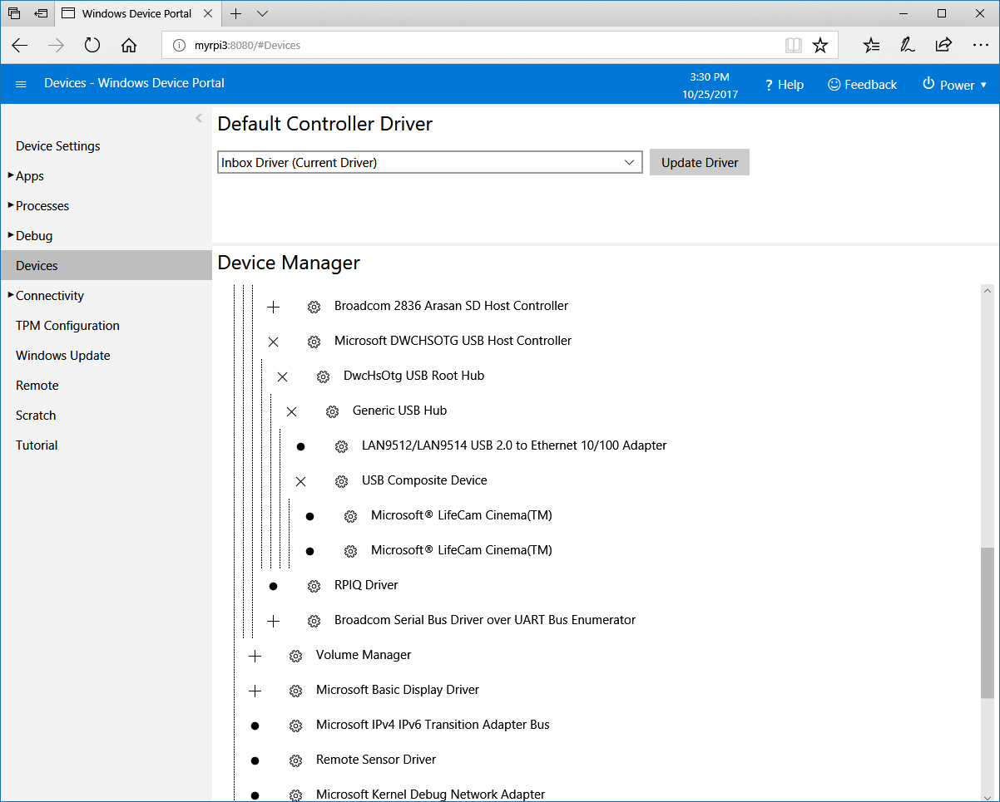 Windows Device Portal
myrpi3:8080/#Devices
Devices - Windows Device Portal
3:30 PM
10/25/2017
? Help
Feedback
Power
Device Settings
Apps
Processes
Debug
Devices
Connectivity
TPM Configuration
Windows Update
Remote
Scratch
Tutorial
Default Controller Driver
Inbox Driver (Current Driver)
Update Driver
Device Manager
Broadcom 2836 Arasan SD Host Controller
Microsoft DWCHSOTG USB Host Controller
DwcHsOtg USB Root Hub
Generic USB Hub
LAN9512/LAN9514 USB 2.0 to Ethernet 10/100 Adapter
USB Composite Device
Microsoft® LifeCam Cinema(TM)
Microsoft® LifeCam Cinema(TM)
RPIQ Driver
Broadcom Serial Bus Driver over UART Bus Enumerator
Volume Manager
Microsoft Basic Display Driver
Microsoft IPv4 IPv6 Transition Adapter Bus
Remote Sensor Driver
Microsoft Kernel Debug Network Adapter